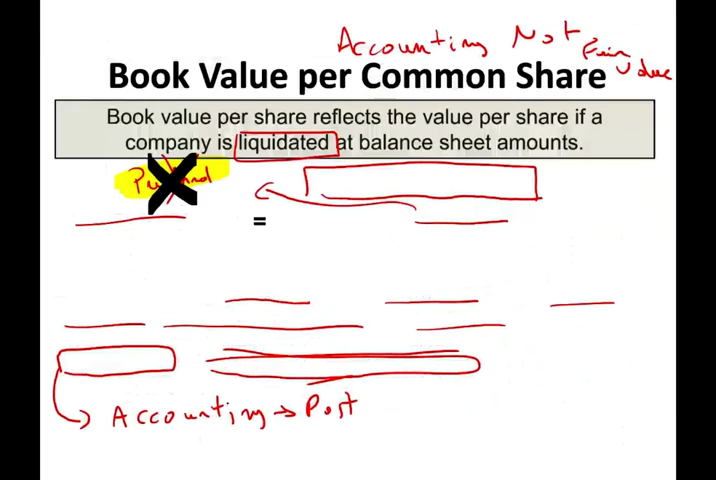 Accounting Not Fair Value
Book Value per Common Share
Book value per share reflects the value per share if a
company is liquidated at balance sheet amounts.
=
Accounting → Past